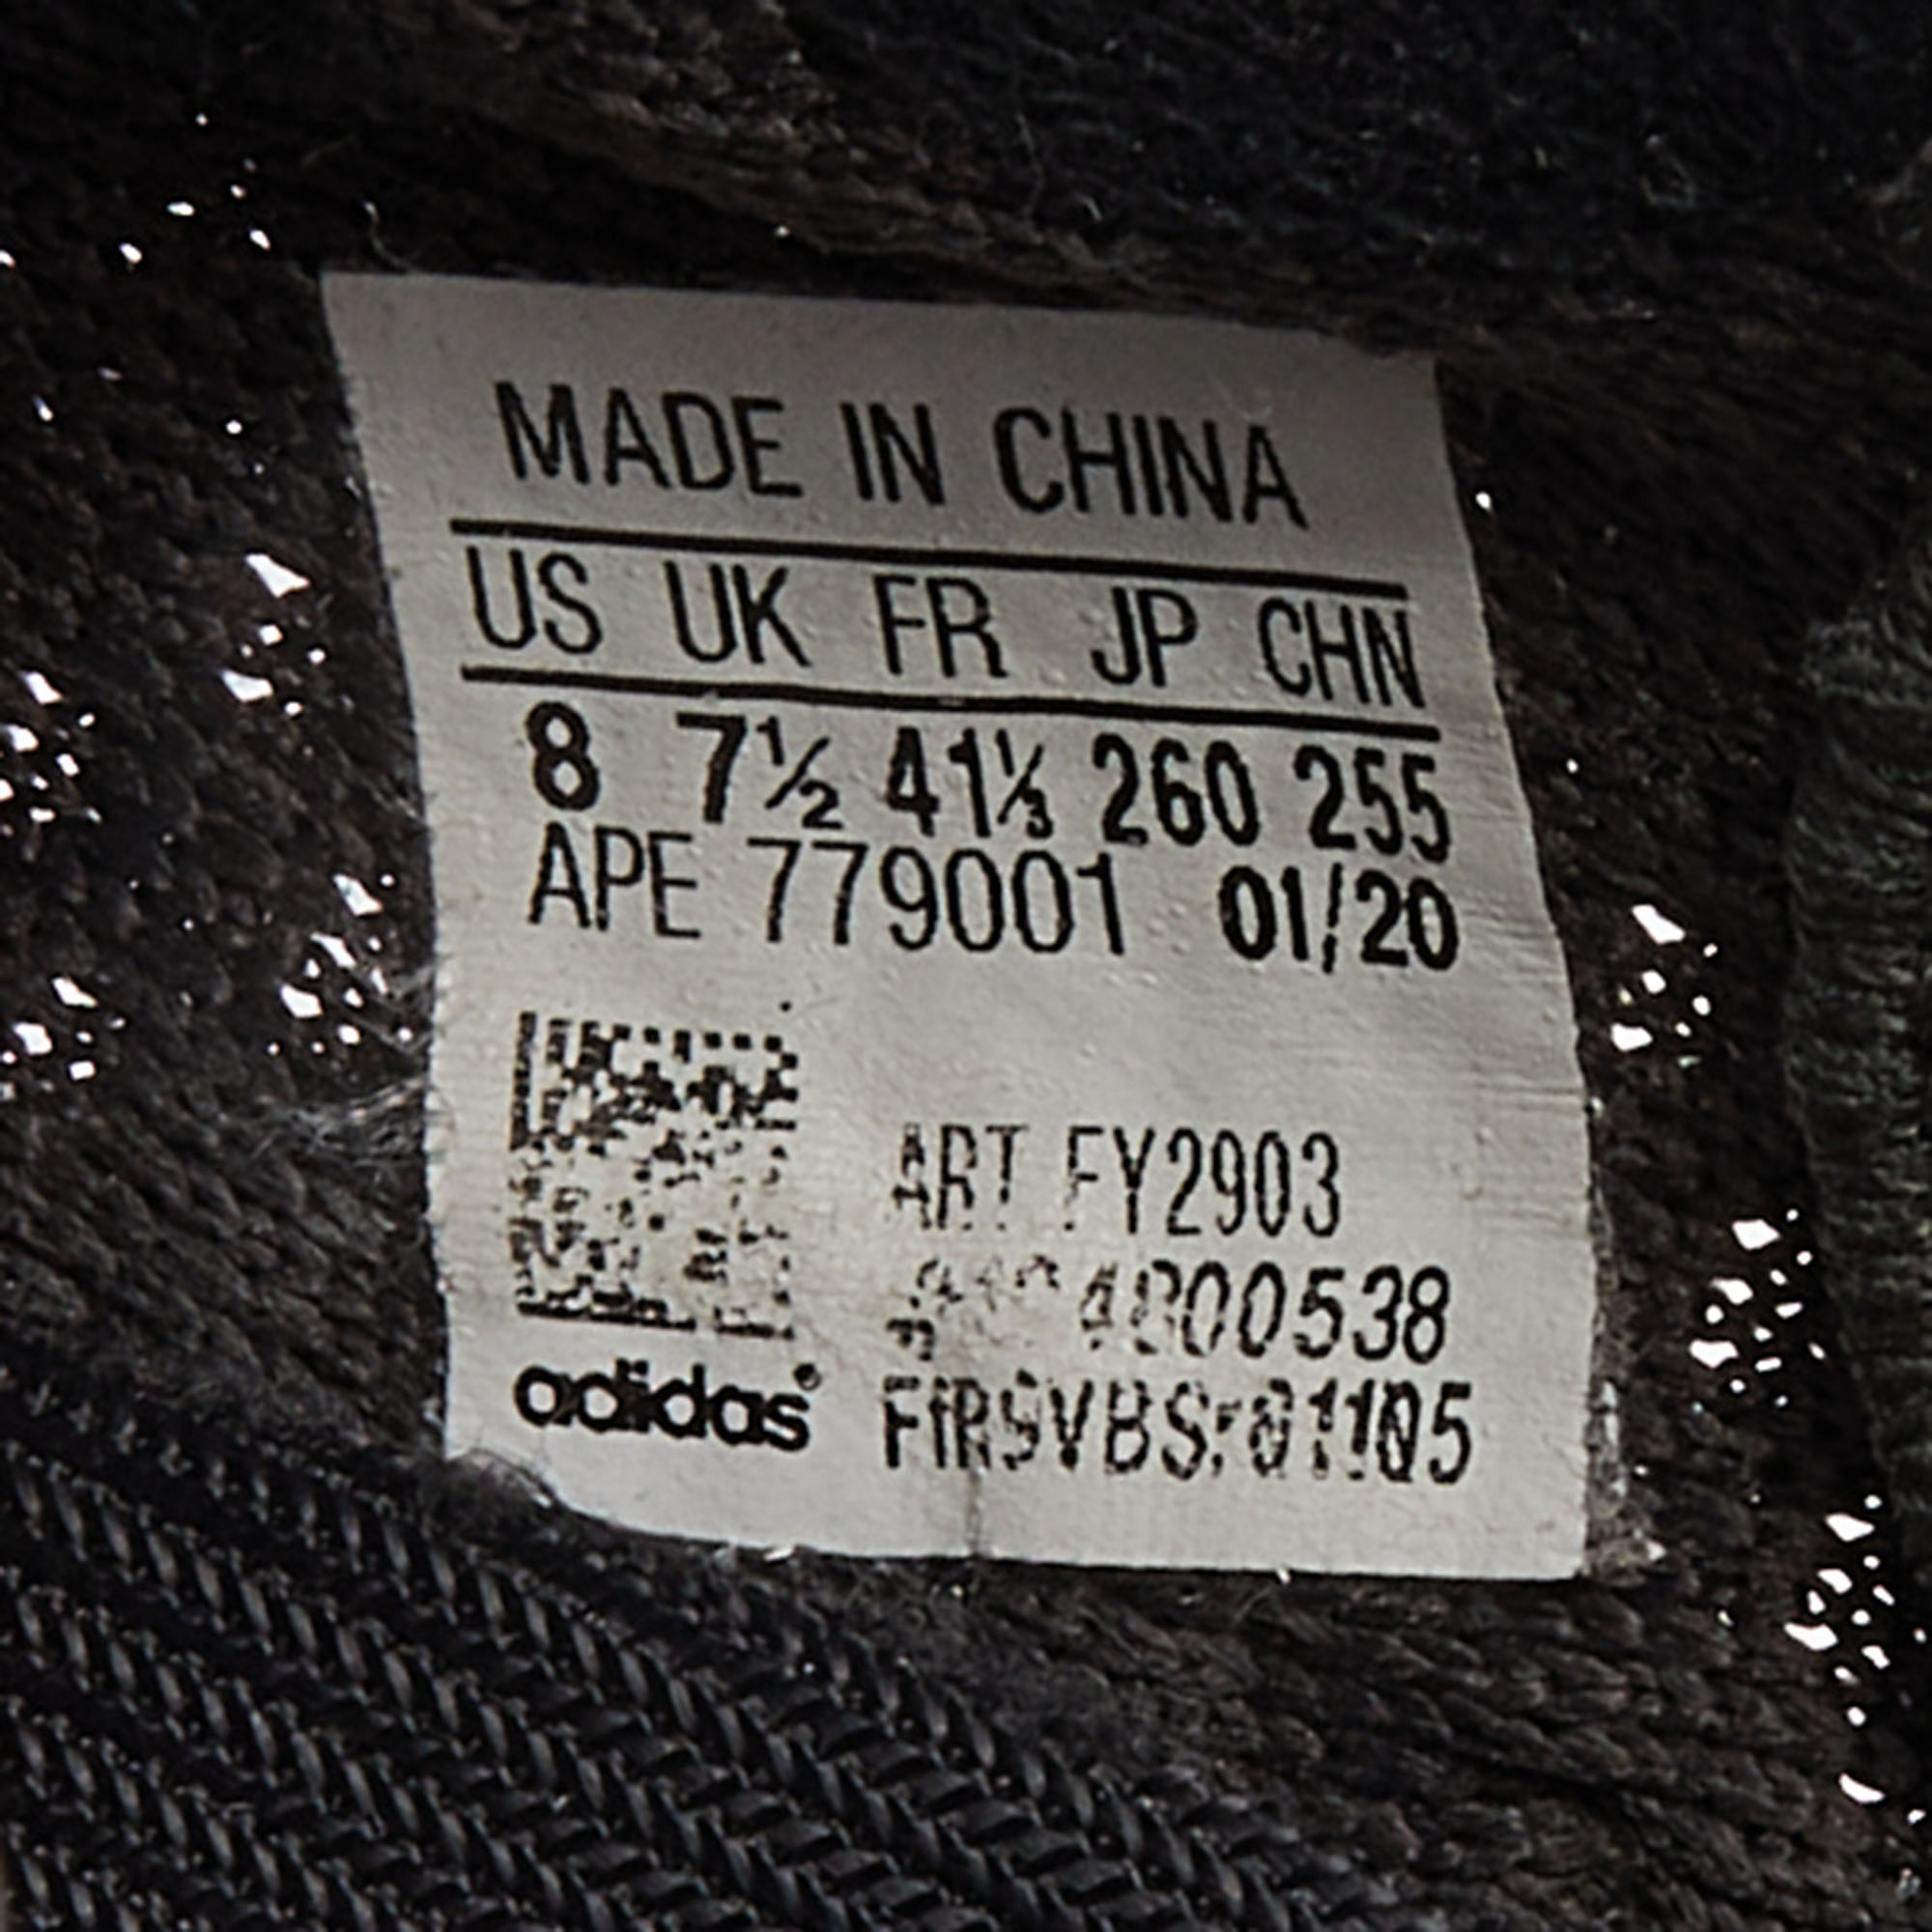 MADE IN CHINA
US UK FR JP CHN
8 7½ 41⅓ 260 255
APE 779001 01/20
ART FY2903
adidas®